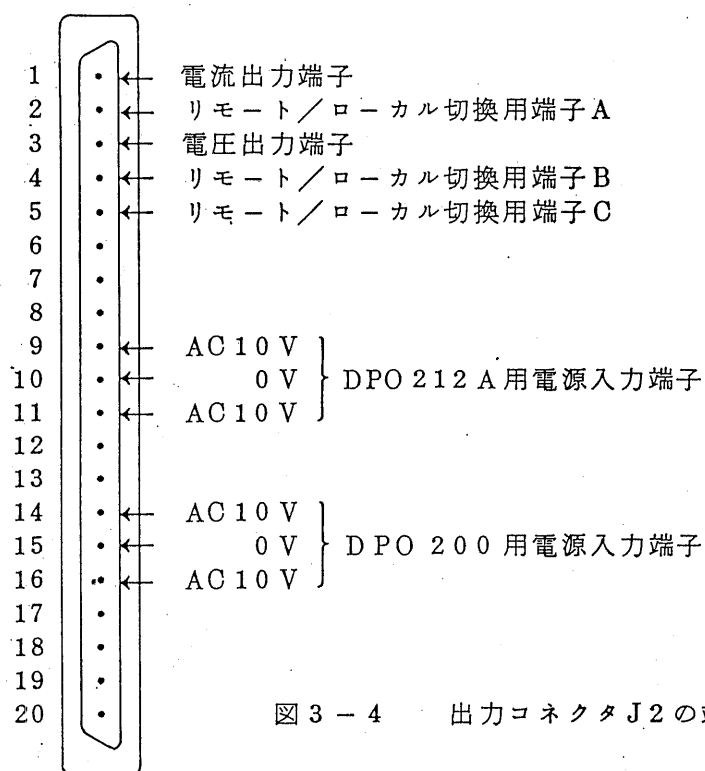 1 電流出力端子
2 リモート／ローカル切換用端子A
3 電圧出力端子
4 リモート／ローカル切換用端子B
5 リモート／ローカル切換用端子C
6
7
8
9 AC10V
10 0V DPO212A用電源入力端子
11 AC10V
12
13
14 AC10V
15 0V DPO200用電源入力端子
16 AC10V
17
18
19
20
図3－4 出力コネクタJ2の